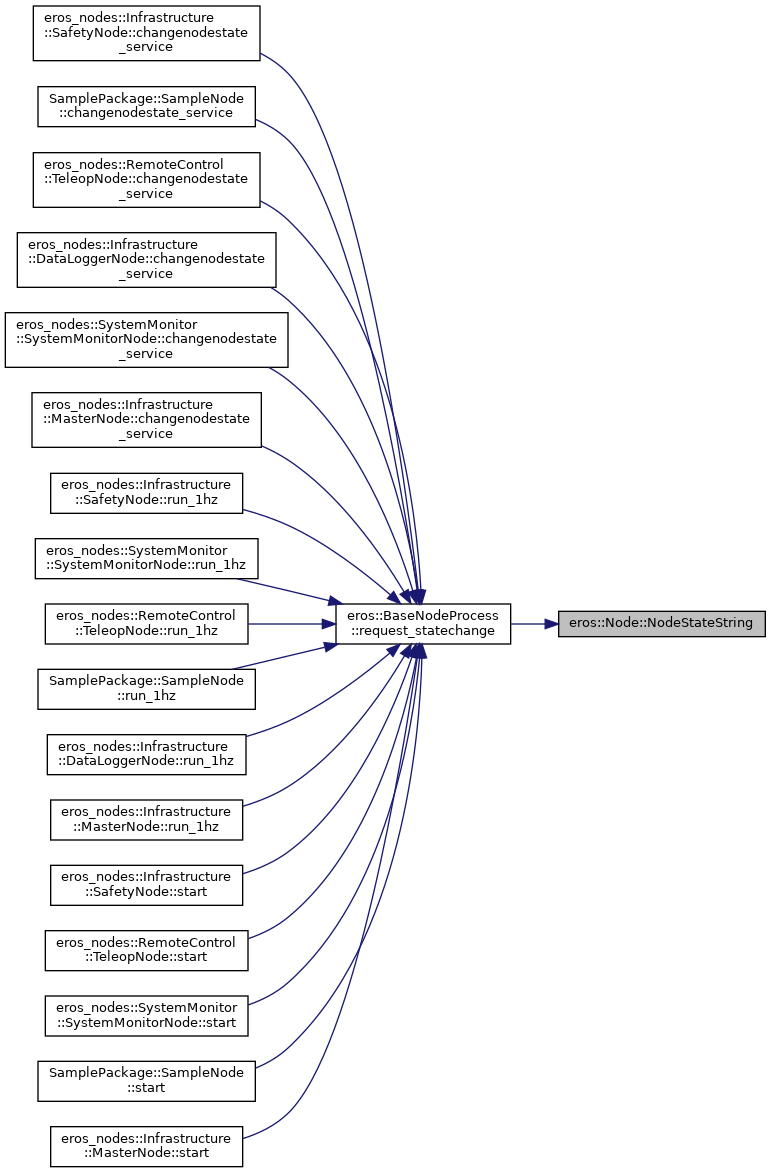 eros_nodes::Infrastructure
::SafetyNode::changenodestate
_service
SamplePackage::SampleNode
::changenodestate_service
eros_nodes::RemoteControl
::TeleopNode::changenodestate
_service
eros_nodes::Infrastructure
::DataLoggerNode::changenodestate
_service
eros_nodes::SystemMonitor
::SystemMonitorNode::changenodestate
_service
eros_nodes::Infrastructure
::MasterNode::changenodestate
_service
eros_nodes::Infrastructure
::SafetyNode::run_1hz
eros_nodes::SystemMonitor
::SystemMonitorNode::run_1hz
eros_nodes::RemoteControl
::TeleopNode::run_1hz
SamplePackage::SampleNode
::run_1hz
eros_nodes::Infrastructure
::DataLoggerNode::run_1hz
eros_nodes::Infrastructure
::MasterNode::run_1hz
eros_nodes::Infrastructure
::SafetyNode::start
eros_nodes::RemoteControl
::TeleopNode::start
eros_nodes::SystemMonitor
::SystemMonitorNode::start
SamplePackage::SampleNode
::start
eros_nodes::Infrastructure
::MasterNode::start
eros::BaseNodeProcess
::request_statechange
eros::Node::NodeStateString